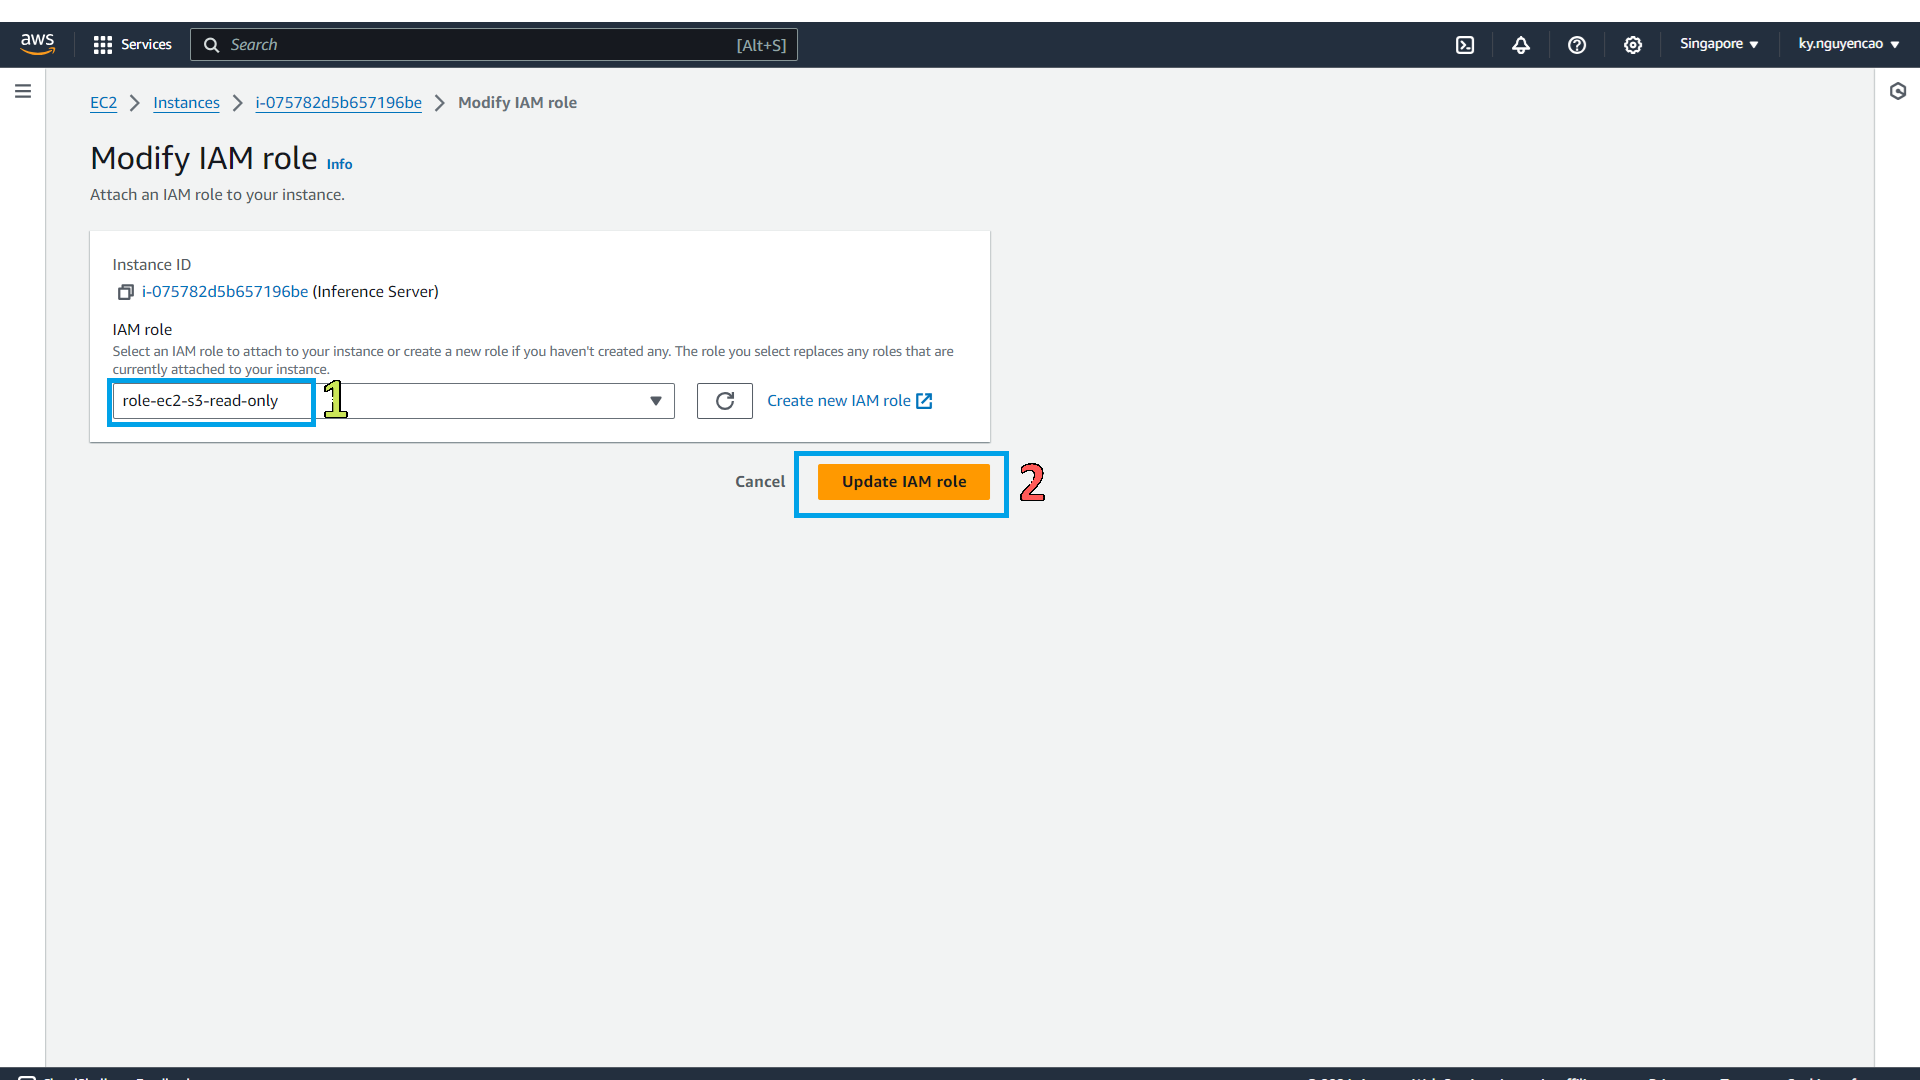 aws Services Search [Alt+S] Singapore ky.nguyencao
EC2 Instances i-075782d5b657196be Modify IAM role
Modify IAM role Info
Attach an IAM role to your instance.
Instance ID
i-075782d5b657196be (Inference Server)
IAM role
Select an IAM role to attach to your instance or create a new role if you haven't created any. The role you select replaces any roles that are
currently attached to your instance.
role-ec2-s3-read-only 1 Create new IAM role
Cancel Update IAM role 2